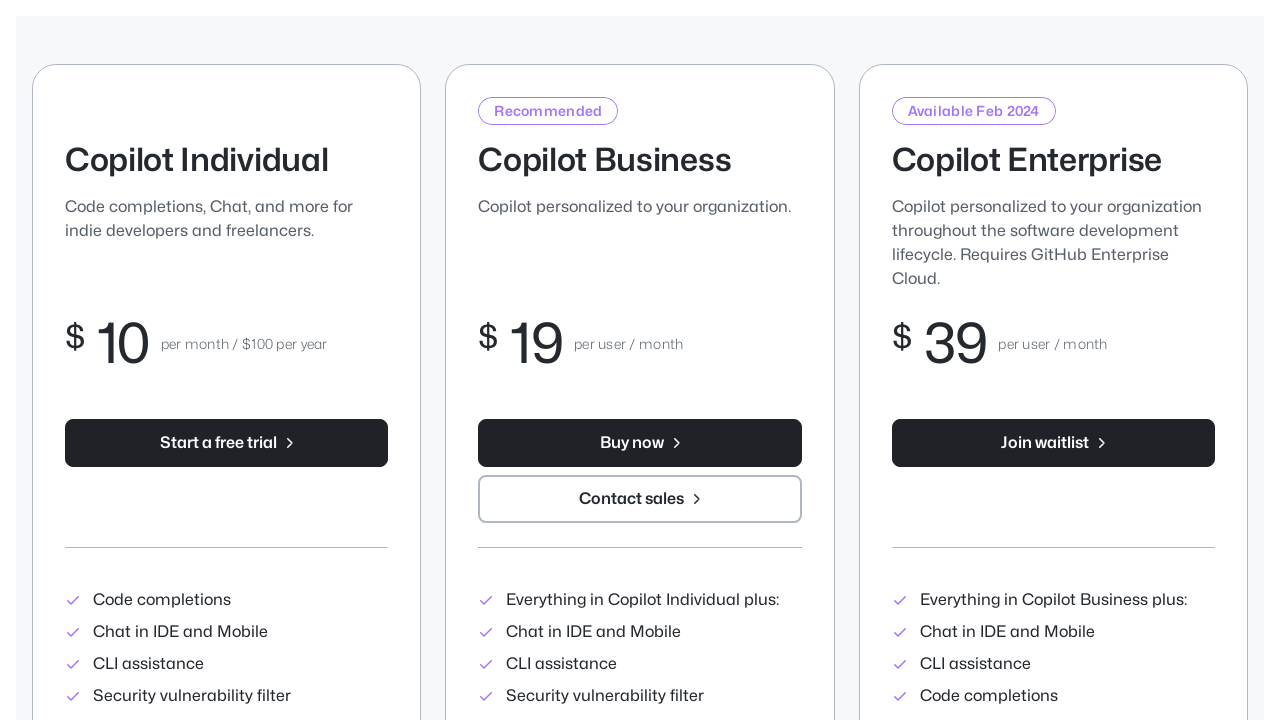 Copilot Individual
Code completions, Chat, and more for
indie developers and freelancers.
$ 10 per month / $100 per year
Start a free trial
Code completions
Chat in IDE and Mobile
CLI assistance
Security vulnerability filter
Recommended
Copilot Business
Copilot personalized to your organization.
$ 19 per user / month
Buy now
Contact sales
Everything in Copilot Individual plus:
Chat in IDE and Mobile
CLI assistance
Security vulnerability filter
Available Feb 2024
Copilot Enterprise
Copilot personalized to your organization
throughout the software development
lifecycle. Requires GitHub Enterprise
Cloud.
$ 39 per user / month
Join waitlist
Everything in Copilot Business plus:
Chat in IDE and Mobile
CLI assistance
Code completions